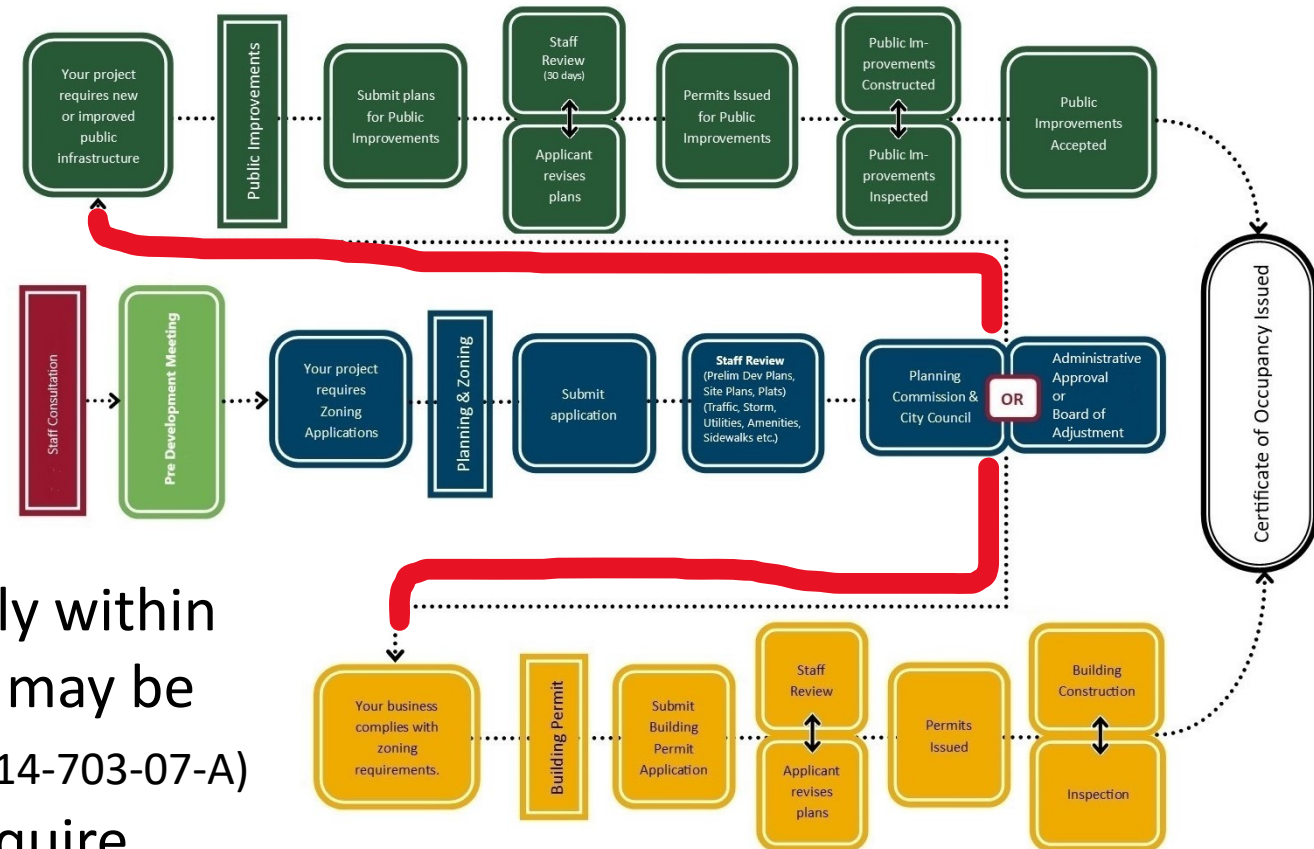 Your project
requires new
or improved
public
infrastructure
Public Improvements
Submit plans
for Public
Improvements
Staff
Review
(30 days)
Applicant
revises
plans
Permits Issued
for Public
Improvements
Public Im-
provements
Constructed
Public Im-
provements
Inspected
Public
Improvements
Accepted
Staff Consultation
Pre Development Meeting
Your project
requires
Zoning
Applications
Planning & Zoning
Submit
application
Staff Review
(Prelim Dev Plans,
Site Plans, Plats)
(Traffic, Storm,
Utilities, Amenities,
Sidewalks etc.)
Planning
Commission &
City Council
OR
Administrative
Approval
or
Board of
Adjustment
Certificate of Occupancy Issued
ly within
may be
14-703-07-A)
quire
Your business
complies with
zoning
requirements.
Building Permit
Submit
Building
Permit
Application
Staff
Review
Applicant
revises
plans
Permits
Issued
Building
Construction
Inspection